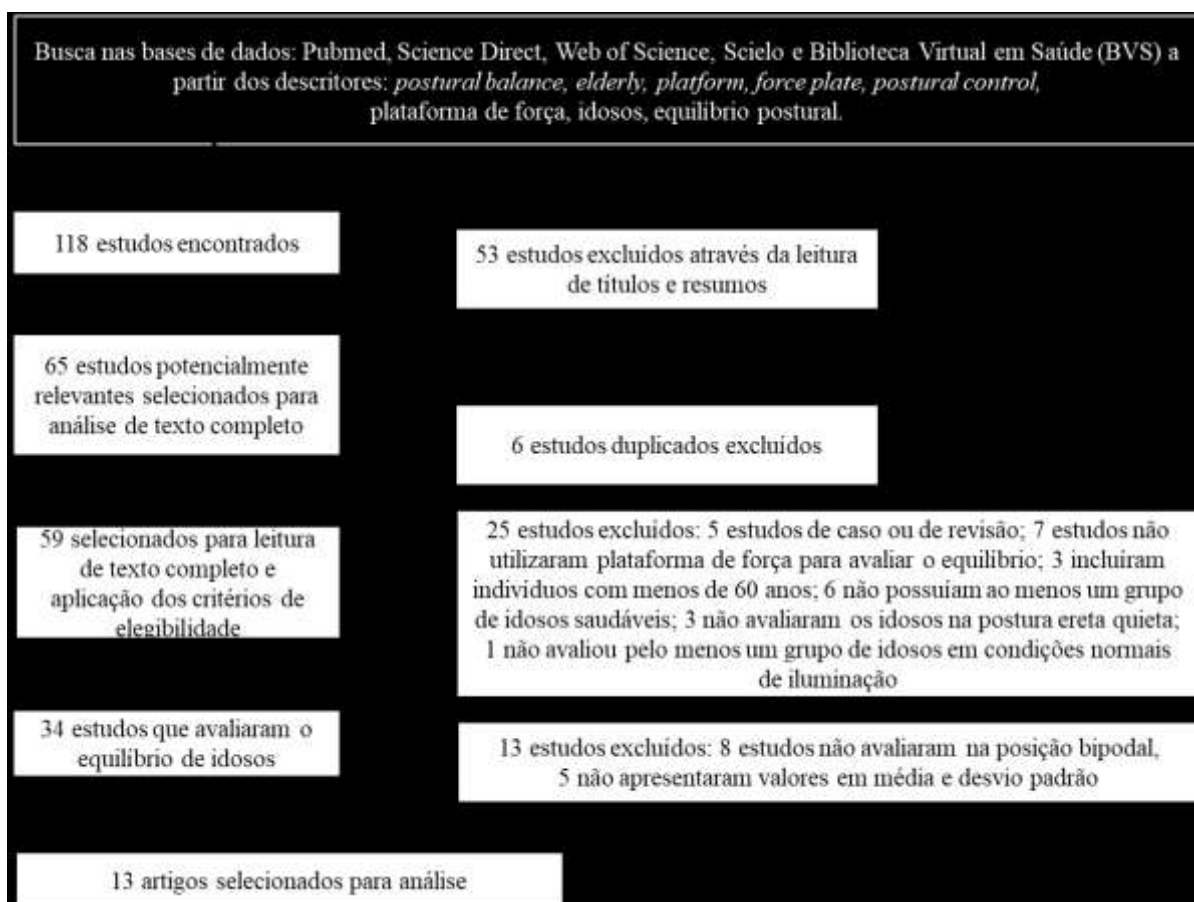 Busca nas bases de dados: Pubmed, Science Direct, Web of Science, Scielo e Biblioteca Virtual em Saúde (BVS) a
partir dos descritores: postural balance, elderly, platform, force plate, postural control,
plataforma de força, idosos, equilíbrio postural.
118 estudos encontrados
53 estudos excluídos através da leitura
de títulos e resumos
65 estudos potencialmente
relevantes selecionados para
análise de texto completo
6 estudos duplicados excluídos
59 selecionados para leitura
de texto completo e
aplicação dos critérios de
elegibilidade
25 estudos excluídos: 5 estudos de caso ou de revisão; 7 estudos não
utilizaram plataforma de força para avaliar o equilíbrio; 3 incluíram
indivíduos com menos de 60 anos; 6 não possuíam ao menos um grupo
de idosos saudáveis; 3 não avaliaram os idosos na postura ereta quieta;
1 não avaliou pelo menos um grupo de idosos em condições normais
de iluminação
34 estudos que avaliaram o
equilíbrio de idosos
13 estudos excluídos: 8 estudos não avaliaram na posição bipodal,
5 não apresentaram valores em média e desvio padrão
13 artigos selecionados para análise